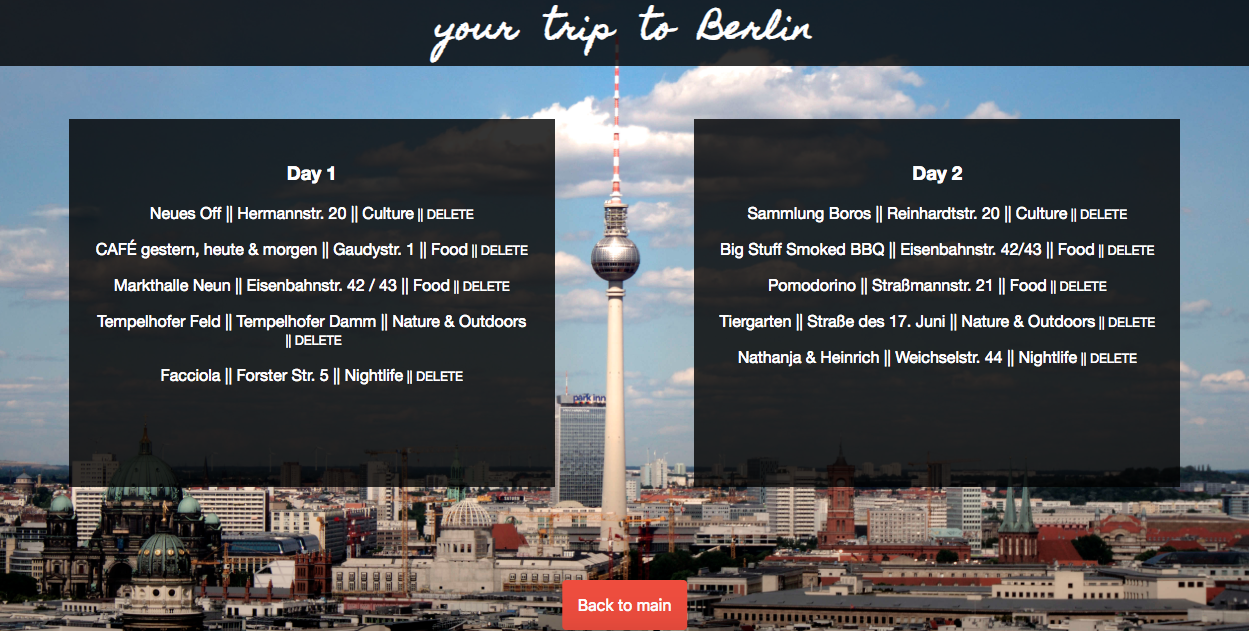 your trip to Berlin
Day 1
Neues Off || Hermannstr. 20 || Culture || DELETE
CAFÉ gestern, heute & morgen || Gaudystr. 1 || Food || DELETE
Markthalle Neun || Eisenbahnstr. 42 / 43 || Food || DELETE
Tempelhofer Feld || Tempelhofer Damm || Nature & Outdoors
|| DELETE
Facciola || Forster Str. 5 || Nightlife || DELETE
Day 2
Sammlung Boros || Reinhardtstr. 20 || Culture || DELETE
Big Stuff Smoked BBQ || Eisenbahnstr. 42/43 || Food || DELETE
Pomodorino || Straßmannstr. 21 || Food || DELETE
Tiergarten || Straße des 17. Juni || Nature & Outdoors || DELETE
Nathanja & Heinrich || Weichselstr. 44 || Nightlife || DELETE
park inn
Back to main